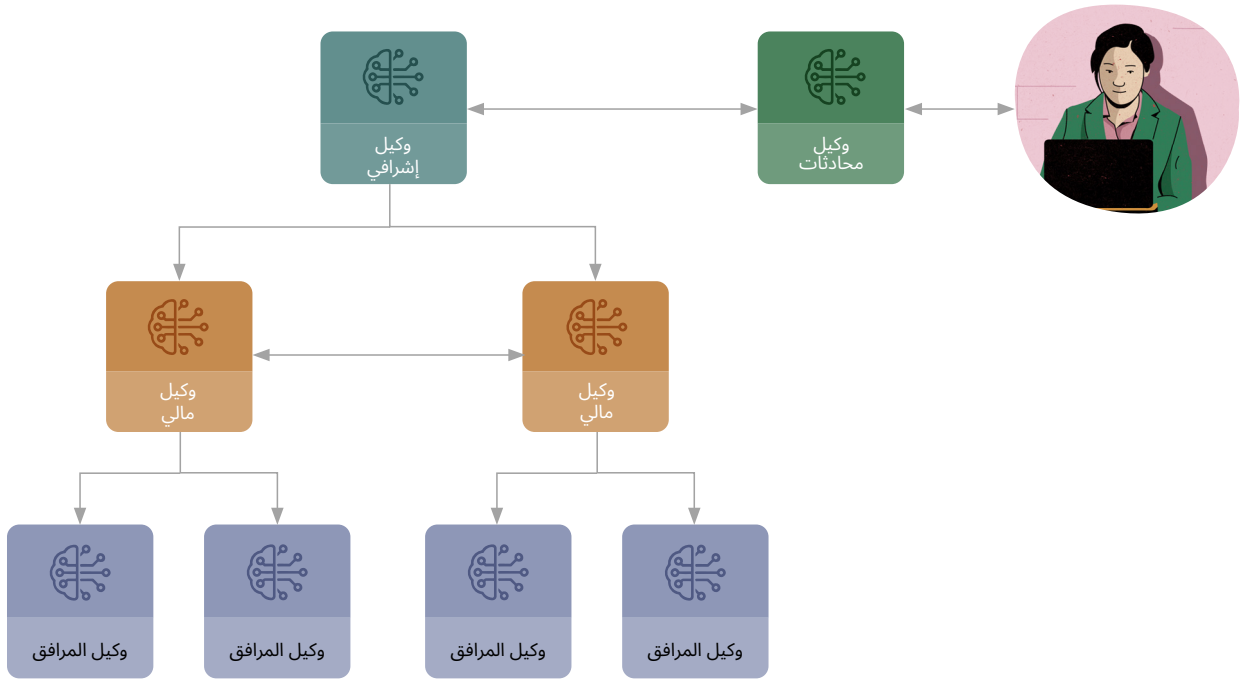 وكيل
محادثات
وكيل
إشرافي
وكيل
مالي
وكيل
مالي
وكيل المرافق
وكيل المرافق
وكيل المرافق
وكيل المرافق